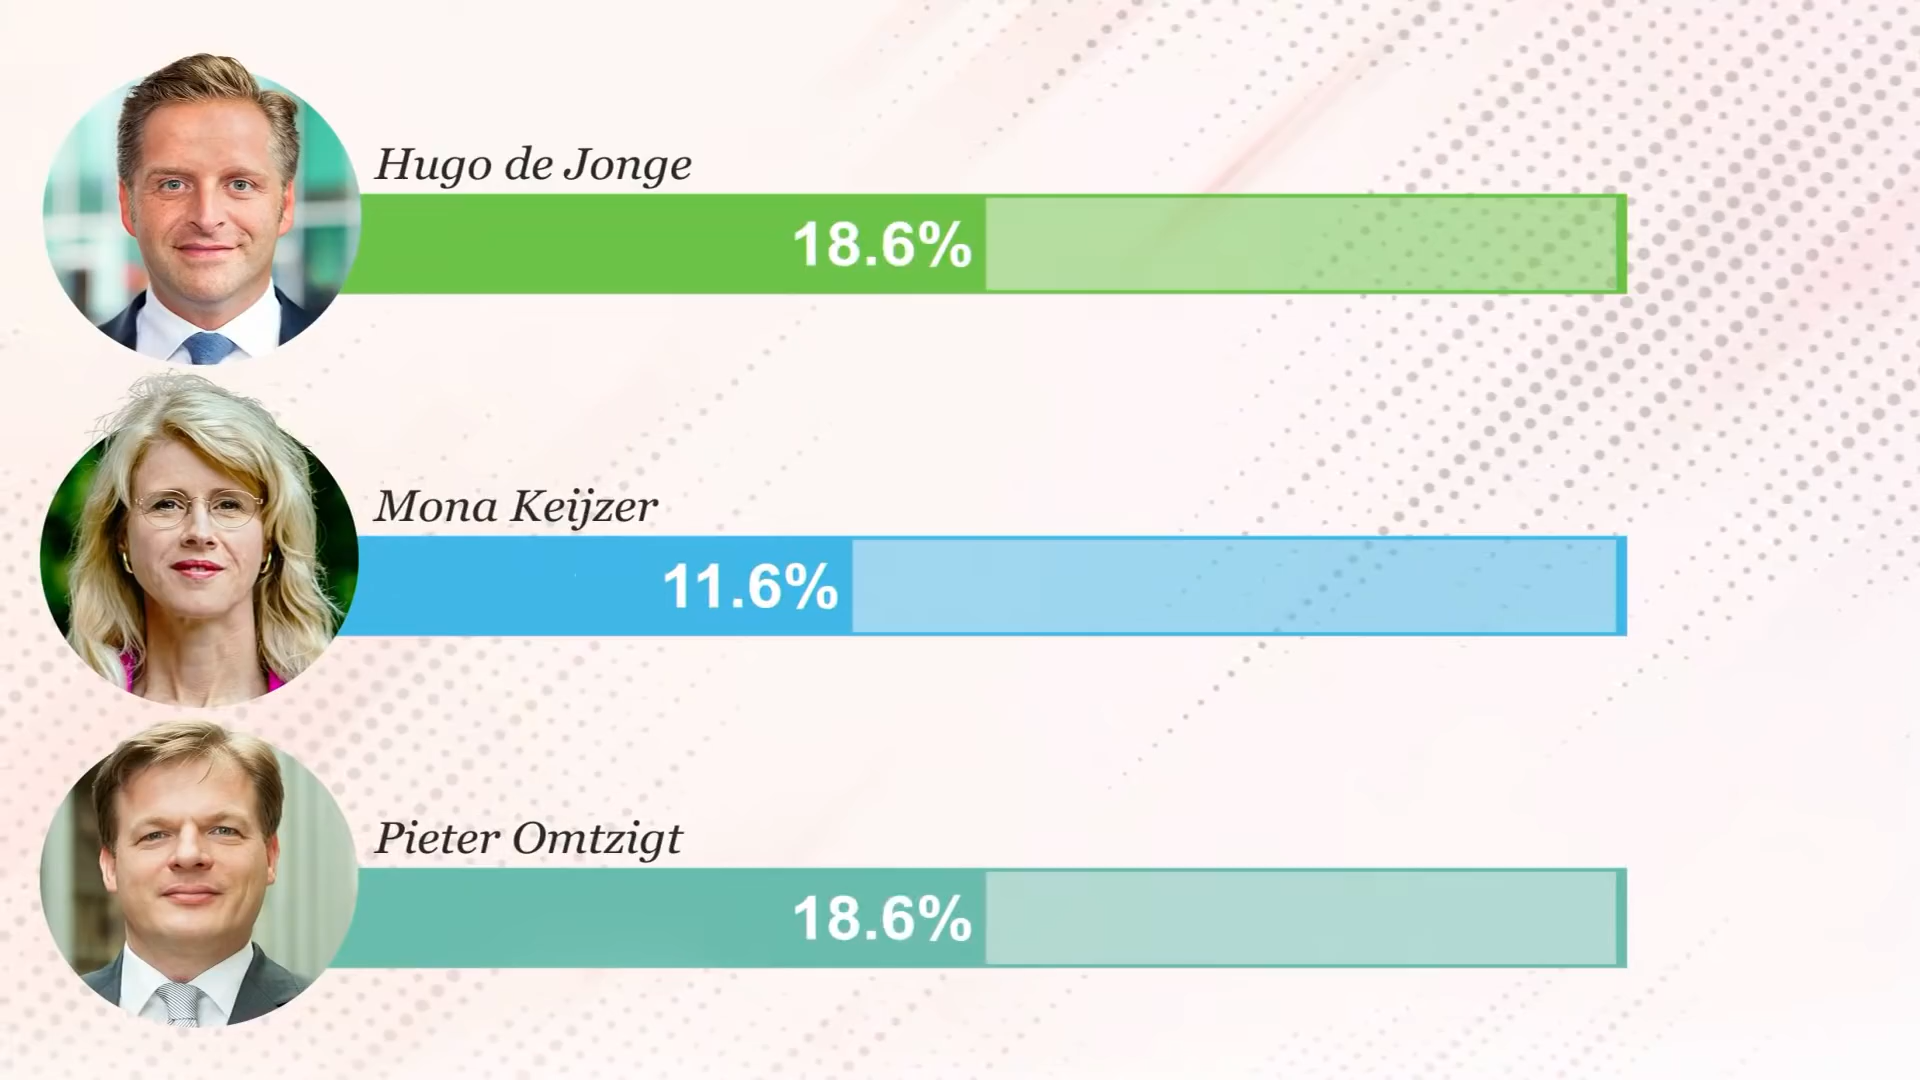 Hugo de Jonge
18.6%
Mona Keijzer
11.6%
Pieter Omtzigt
18.6%